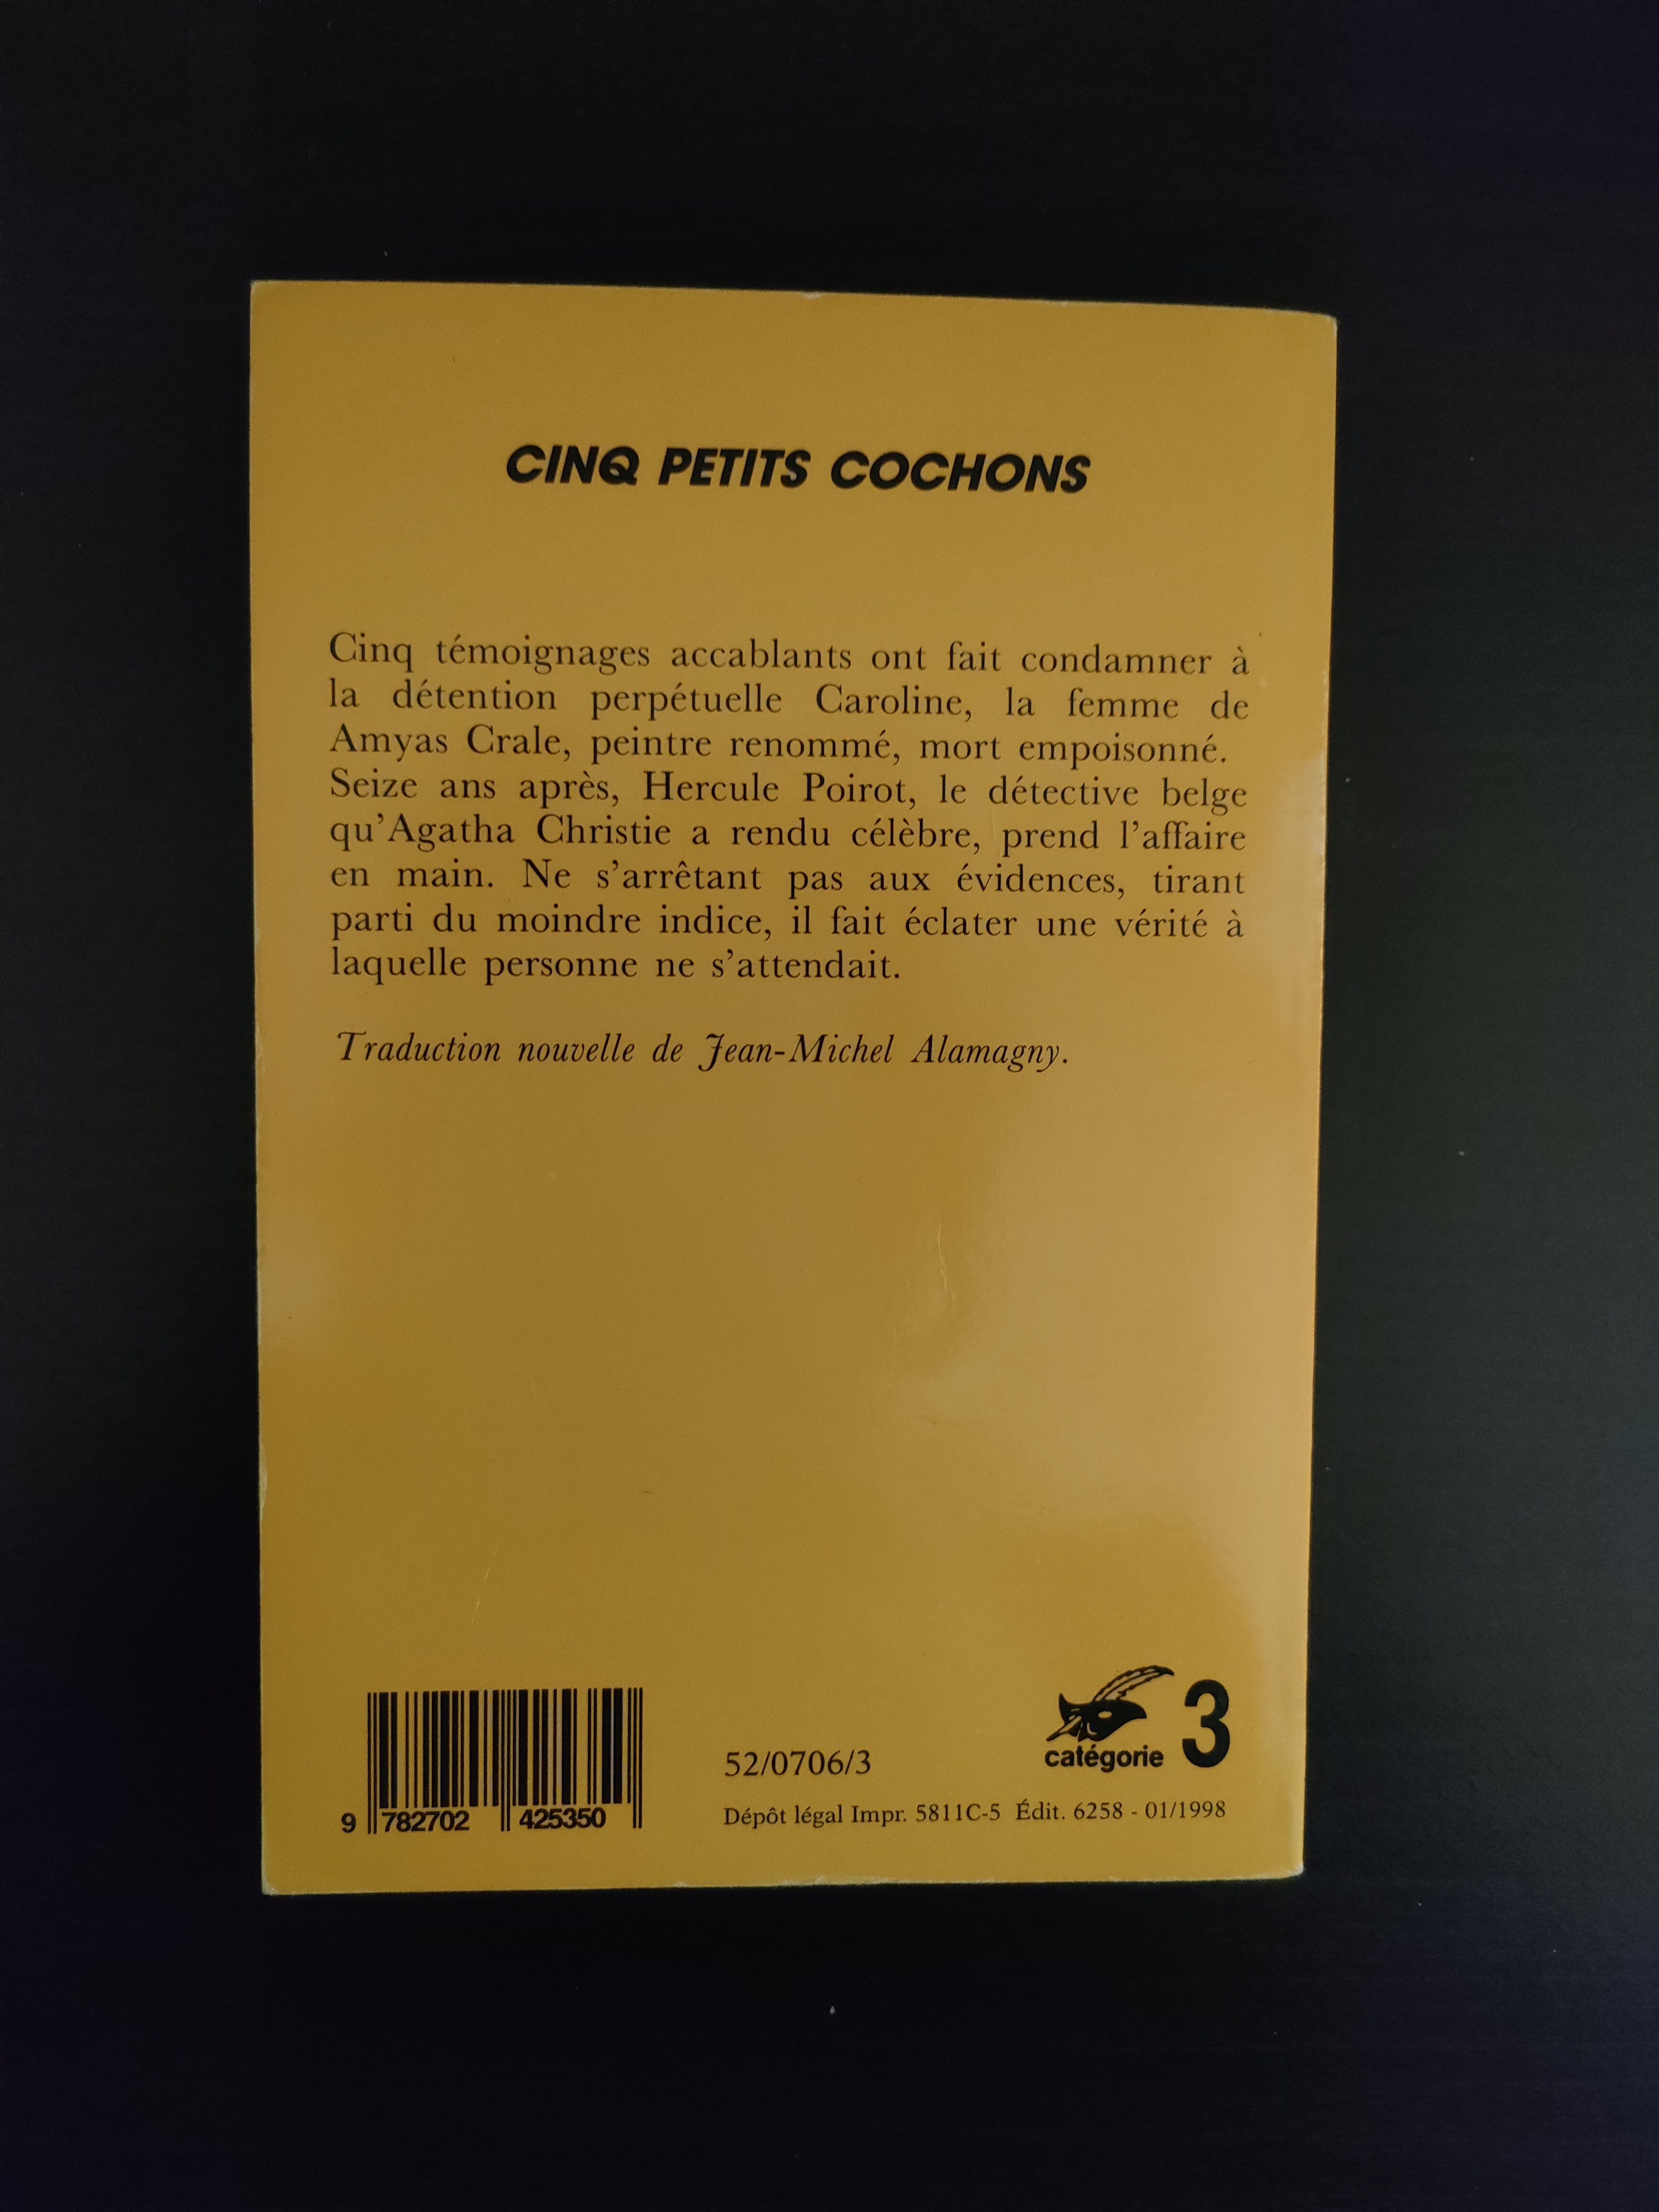 CINQ PETITS COCHONS
Cinq témoignages accablants ont fait condamner à
la détention perpétuelle Caroline, la femme de
Amyas Crale, peintre renommé, mort empoisonné.
Seize ans après, Hercule Poirot, le détective belge
qu'Agatha Christie a rendu célèbre, prend l'affaire
en main. Ne s'arrêtant pas aux évidences, tirant
parti du moindre indice, il fait éclater une vérité à
laquelle personne ne s'attendait.
Traduction nouvelle de Jean-Michel Alamagny.
9 782702 425350
52/0706/3
catégorie 3
Dépôt légal Impr. 5811C-5 Édit. 6258 - 01/1998